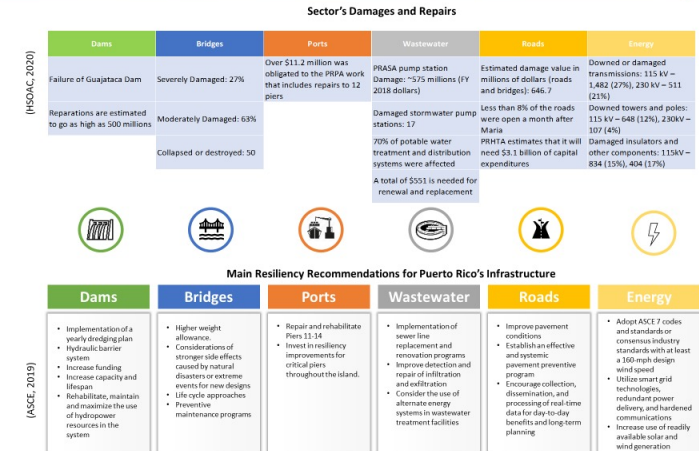 Sector's Damages and Repairs
(HSOAC, 2020)
Dams
Bridges
Ports
Wastewater
Roads
Energy
Failure of Guajataca Dam
Reparations are estimated
to go as high as 500 millions
Severely Damaged: 27%
Moderately Damaged: 63%
Collapsed or destroyed: 50
Over $11.2 million was
obligated to the PRPA work
that includes repairs to 12
piers
PRASA pump station
Damage: ~575 millions (FY
2018 dollars)
Damaged stormwater pump
stations: 17
70% of potable water
treatment and distribution
systems were affected
A total of $551 is needed for
renewal and replacement
Estimated damage value in
millions of dollars (roads
and bridges): 646.7
Less than 8% of the roads
were open a month after
Maria
PRHTA estimates that it will
need $3.1 billion of capital
expenditures
Downed or damaged
transmissions: 115 kV –
1,482 (27%), 230 kV - 511
(21%)
Downed towers and poles:
115 kV - 648 (12%), 230kV -
107 (4%)
Damaged insulators and
other components: 115kV –
834 (15%), 404 (17%)
Main Resiliency Recommendations for Puerto Rico's Infrastructure
(ASCE, 2019)
Dams
Bridges
Ports
Wastewater
Roads
Energy
• Implementation of a
yearly dredging plan
• Hydraulic barrier
system
• Increase funding
• Increase capacity and
lifespan
• Rehabilitate, maintain
and maximize the use
of hydropower
resources in the
system
• Higher weight
allowance.
• Considerations of
stronger side effects
caused by natural
disasters or extreme
events for new designs
• Life cycle approaches
• Preventive
maintenance programs
• Repair and rehabilitate
Piers 11-14
• Invest in resiliency
improvements for
critical piers
throughout the island.
• Implementation of
sewer line
replacement and
renovation programs
• Improve detection and
repair of infiltration
and exfiltration
• Consider the use of
alternate energy
systems in wastewater
treatment facilities
• Improve pavement
conditions
• Establish an effective
and systemic
pavement preventive
program
• Encourage collection,
dissemination, and
processing of real-time
data for day-to-day
benefits and long-term
planning
• Adopt ASCE 7 codes
and standards or
consensus industry
standards with at least
a 160-mph design
wind speed
• Utilize smart grid
technologies,
redundant power
delivery, and hardened
communications
• Increase use of readily
available solar and
wind generation